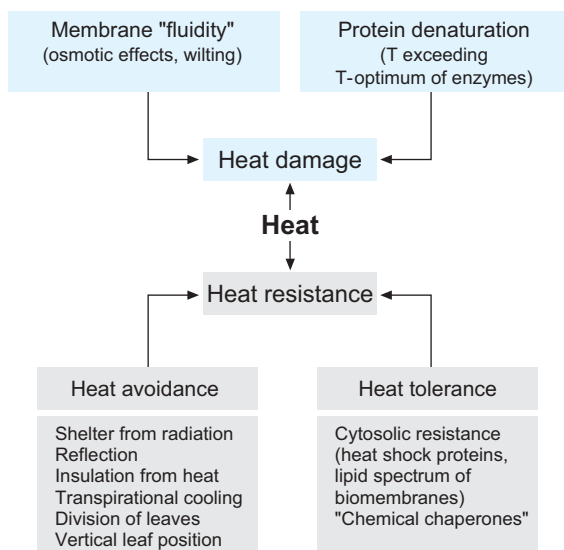 Membrane "fluidity"
(osmotic effects, wilting)
Protein denaturation
(T exceeding
T-optimum of enzymes)
Heat damage
Heat
Heat resistance
Heat avoidance
Shelter from radiation
Reflection
Insulation from heat
Transpirational cooling
Division of leaves
Vertical leaf position
Heat tolerance
Cytosolic resistance
(heat shock proteins,
lipid spectrum of
biomembranes)
"Chemical chaperones"